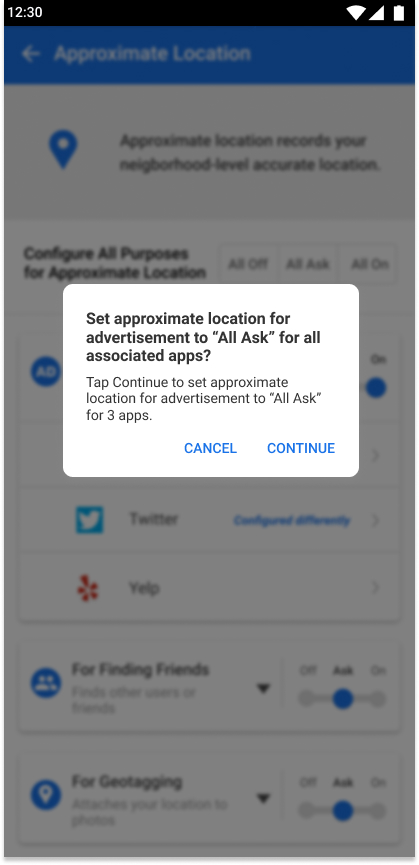 12:30
Approximate Location
Approximate location records your
neigborhood-level accurate location.
Configure All Purposes
for Approximate Location
All Off All Ask All On
Set approximate location for
advertisement to “All Ask” for all
associated apps?
Tap Continue to set approximate
location for advertisement to “All Ask”
for 3 apps.
CANCEL CONTINUE
AD
On
Twitter Configured differently
Yelp
For Finding Friends
Finds other users or
friends
Off Ask On
For Geotagging
Attaches your location to
photos
Off Ask On